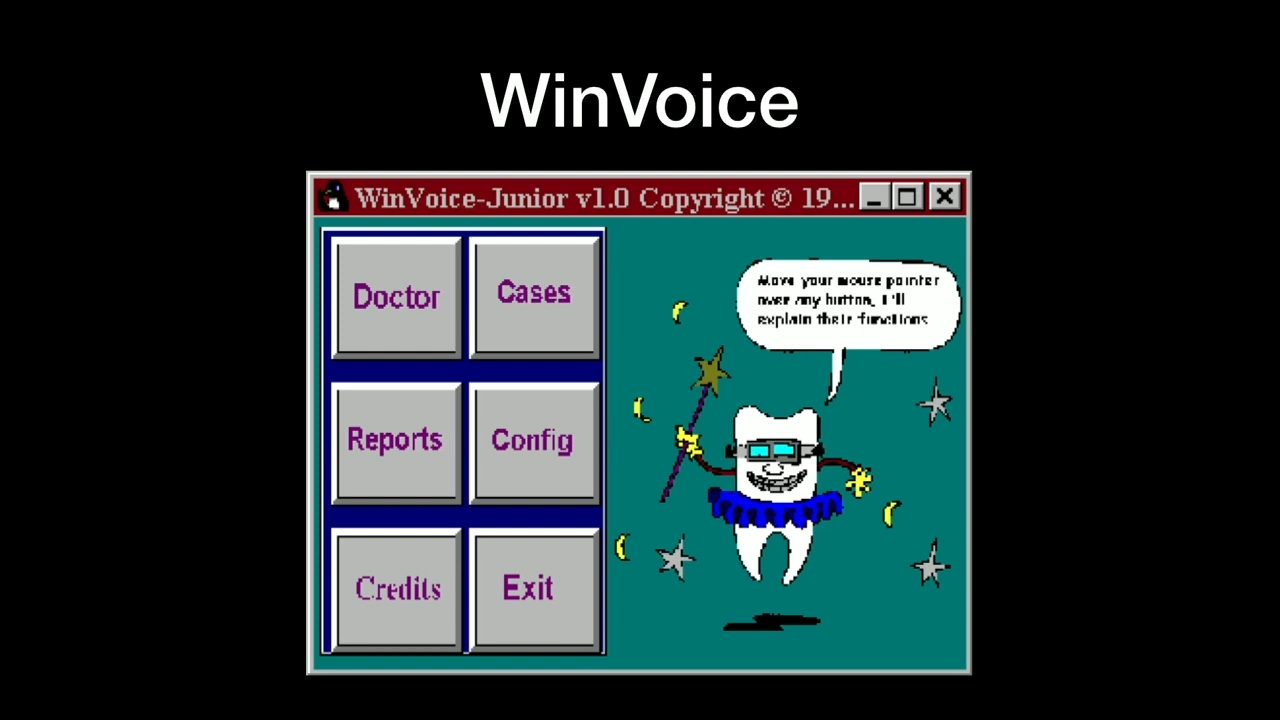 WinVoice
WinVoice-Junior v1.0 Copyright © 19...
Doctor
Cases
Reports
Config
Credits
Exit
Move your mouse pointer
over any button, I'll
explain their functions